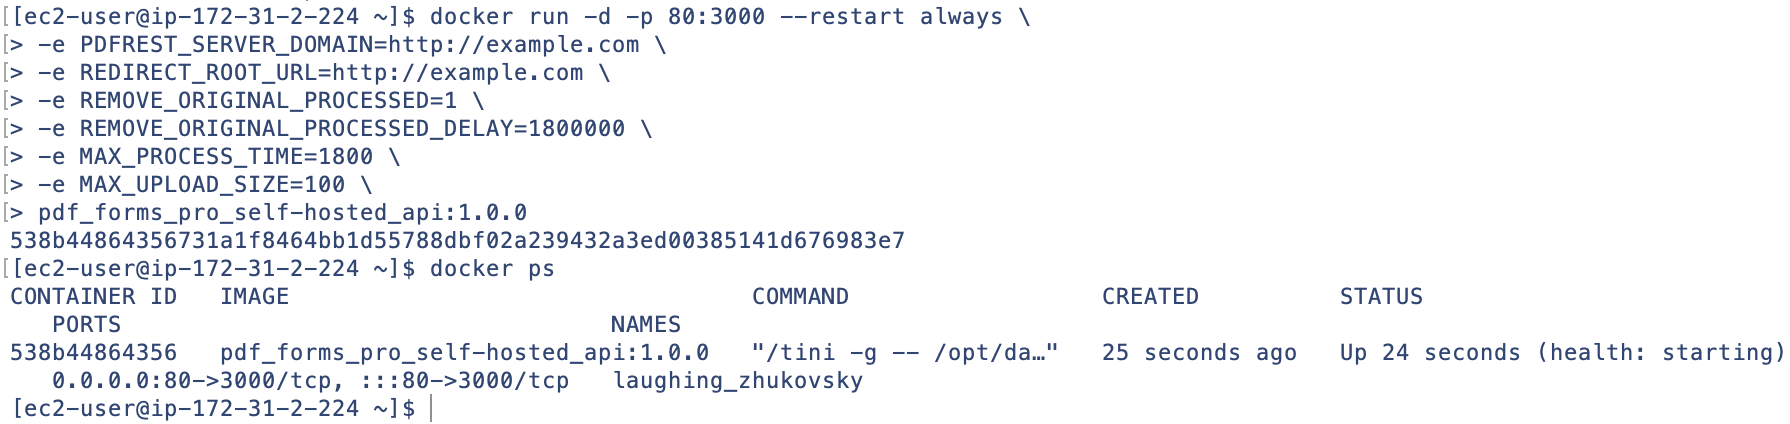 [[ec2-user@ip-172-31-2-224 ~]$ docker run -d -p 80:3000 --restart always \
[> -e PDFREST_SERVER_DOMAIN=http://example.com \
[> -e REDIRECT_ROOT_URL=http://example.com \
[> -e REMOVE_ORIGINAL_PROCESSED=1 \
[> -e REMOVE_ORIGINAL_PROCESSED_DELAY=1800000 \
[> -e MAX_PROCESS_TIME=1800 \
[> -e MAX_UPLOAD_SIZE=100 \
[> pdf_forms_pro_self-hosted_api:1.0.0
538b44864356731a1f8464bb1d55788dbf02a239432a3ed00385141d676983e7
[[ec2-user@ip-172-31-2-224 ~]$ docker ps
CONTAINER ID   IMAGE                                 COMMAND                  CREATED          STATUS
   PORTS                                   NAMES
538b44864356   pdf_forms_pro_self-hosted_api:1.0.0   "/tini -g -- /opt/da…"   25 seconds ago   Up 24 seconds (health: starting)
   0.0.0.0:80->3000/tcp, :::80->3000/tcp   laughing_zhukovsky
[ec2-user@ip-172-31-2-224 ~]$